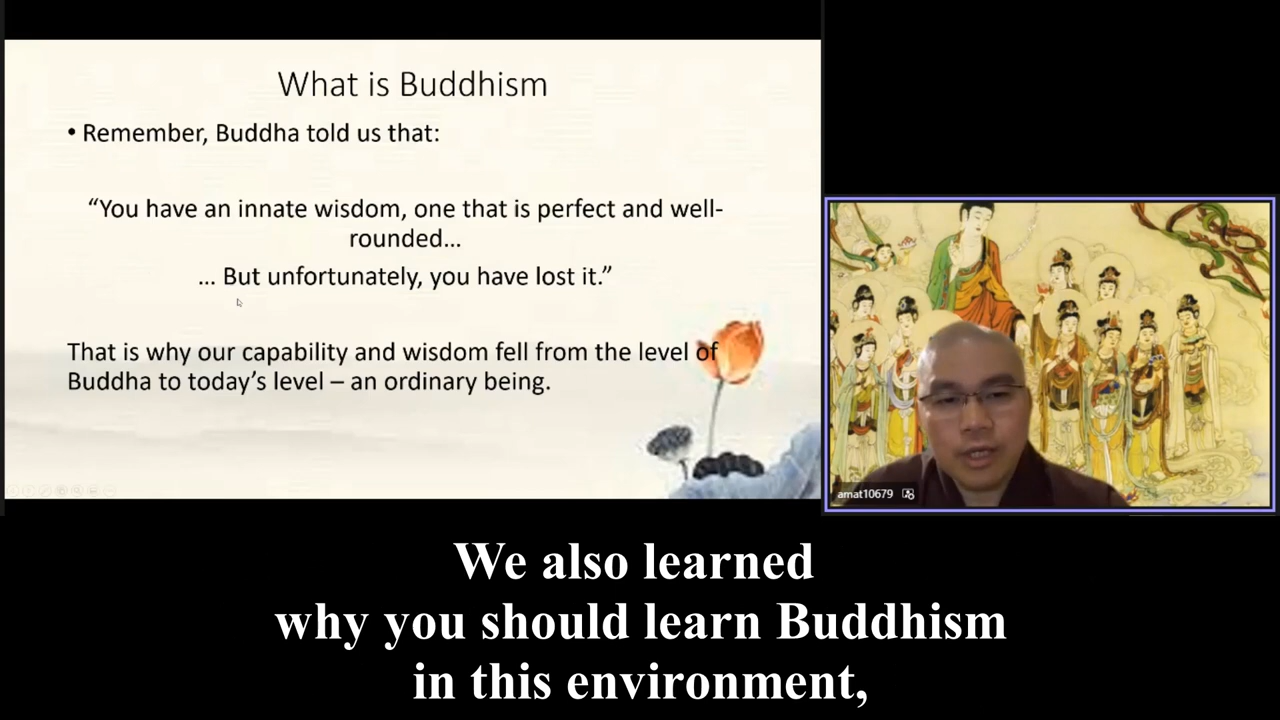 What is Buddhism
• Remember, Buddha told us that:
“You have an innate wisdom, one that is perfect and well-
rounded...
... But unfortunately, you have lost it.”
That is why our capability and wisdom fell from the level of
Buddha to today’s level – an ordinary being.
amat10679
We also learned
why you should learn Buddhism
in this environment,